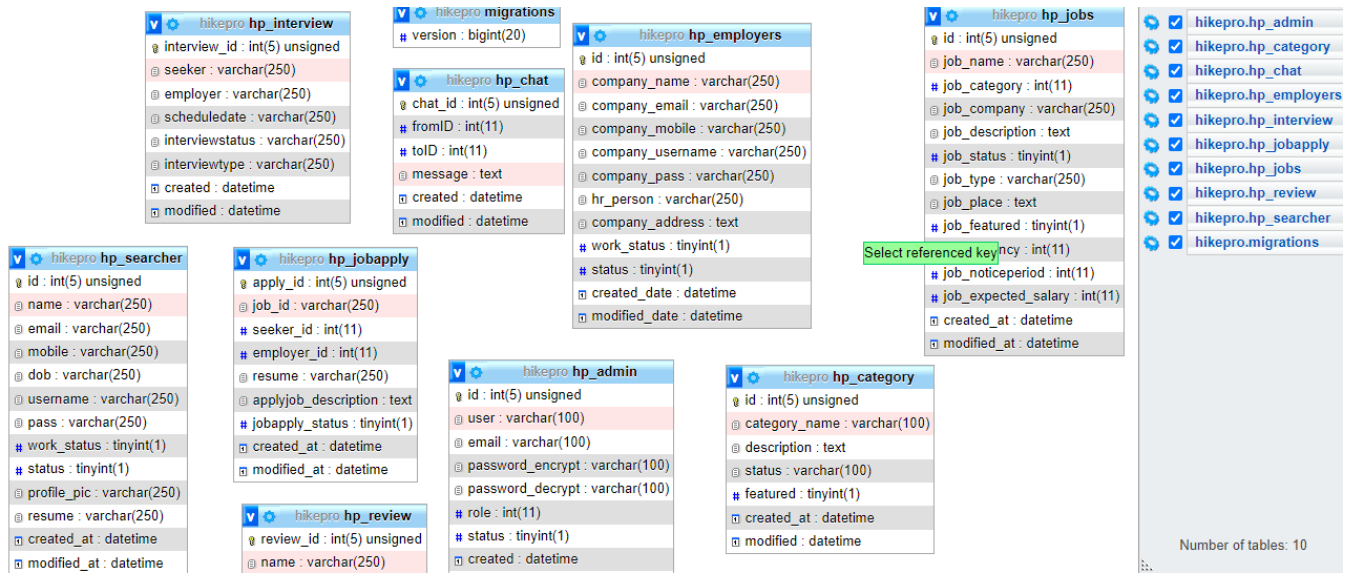 hikepro hp_interview
interview_id : int(5) unsigned
seeker : varchar(250)
employer : varchar(250)
scheduledate : varchar(250)
interviewstatus : varchar(250)
interviewtype : varchar(250)
created : datetime
modified : datetime
hikepro migrations
version : bigint(20)
hikepro hp_chat
chat_id : int(5) unsigned
fromID : int(11)
toID : int(11)
message : text
created : datetime
modified : datetime
hikepro hp_employers
id : int(5) unsigned
company_name : varchar(250)
company_email : varchar(250)
company_mobile : varchar(250)
company_username : varchar(250)
company_pass : varchar(250)
hr_person : varchar(250)
company_address : text
work_status : tinyint(1)
status : tinyint(1)
created_date : datetime
modified_date : datetime
hikepro hp_jobs
id : int(5) unsigned
job_name : varchar(250)
job_category : int(11)
job_company : varchar(250)
job_description : text
job_status : tinyint(1)
job_type : varchar(250)
job_place : text
job_featured : tinyint(1)
Select referenced key
ncy : int(11)
job_noticeperiod : int(11)
job_expected_salary : int(11)
created_at : datetime
modified_at : datetime
hikepro.hp_admin
hikepro.hp_category
hikepro.hp_chat
hikepro.hp_employers
hikepro.hp_interview
hikepro.hp_jobapply
hikepro.hp_jobs
hikepro.hp_review
hikepro.hp_searcher
hikepro.migrations
hikepro hp_searcher
id : int(5) unsigned
name : varchar(250)
email : varchar(250)
mobile : varchar(250)
dob : varchar(250)
username : varchar(250)
pass : varchar(250)
work_status : tinyint(1)
status : tinyint(1)
profile_pic : varchar(250)
resume : varchar(250)
created_at : datetime
modified_at : datetime
hikepro hp_jobapply
apply_id : int(5) unsigned
job_id : varchar(250)
seeker_id : int(11)
employer_id : int(11)
resume : varchar(250)
applyjob_description : text
jobapply_status : tinyint(1)
created_at : datetime
modified_at : datetime
hikepro hp_review
review_id : int(5) unsigned
name : varchar(250)
hikepro hp_admin
id : int(5) unsigned
user : varchar(100)
email : varchar(100)
password_encrypt : varchar(100)
password_decrypt : varchar(100)
role : int(11)
status : tinyint(1)
created : datetime
hikepro hp_category
id : int(5) unsigned
category_name : varchar(100)
description : text
status : varchar(100)
featured : tinyint(1)
created_at : datetime
modified : datetime
Number of tables: 10